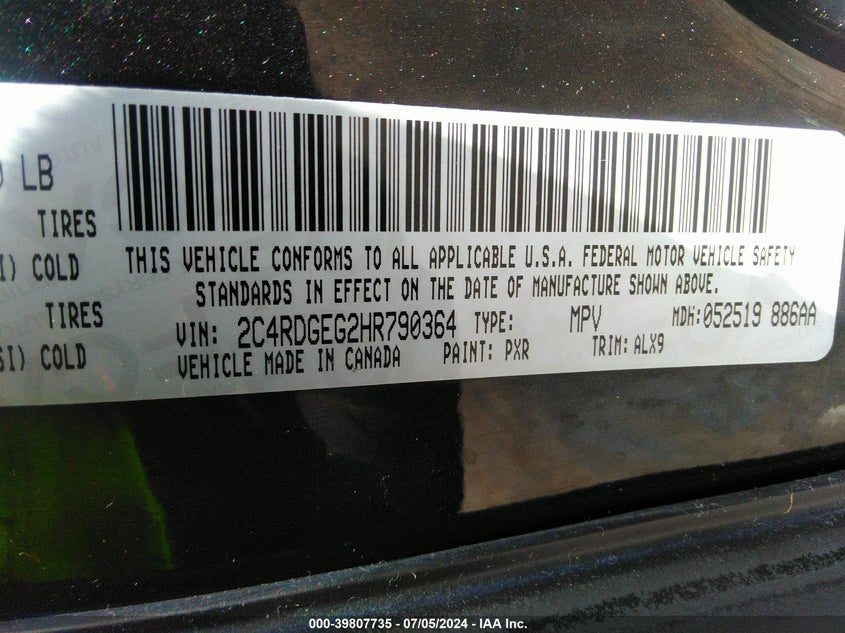 LB
TIRES
COLD
TIRES
COLD
THIS VEHICLE CONFORMS TO ALL APPLICABLE U.S.A. FEDERAL MOTOR VEHICLE SAFETY
STANDARDS IN EFFECT ON THE DATE OF MANUFACTURE SHOWN ABOVE.
VIN: 2C4RDGEG2HR790364 TYPE: MPV MDH:052519 886AA
VEHICLE MADE IN CANADA PAINT: PXR TRIM: ALX9
000-39807735 - 07/05/2024 - IAA Inc.